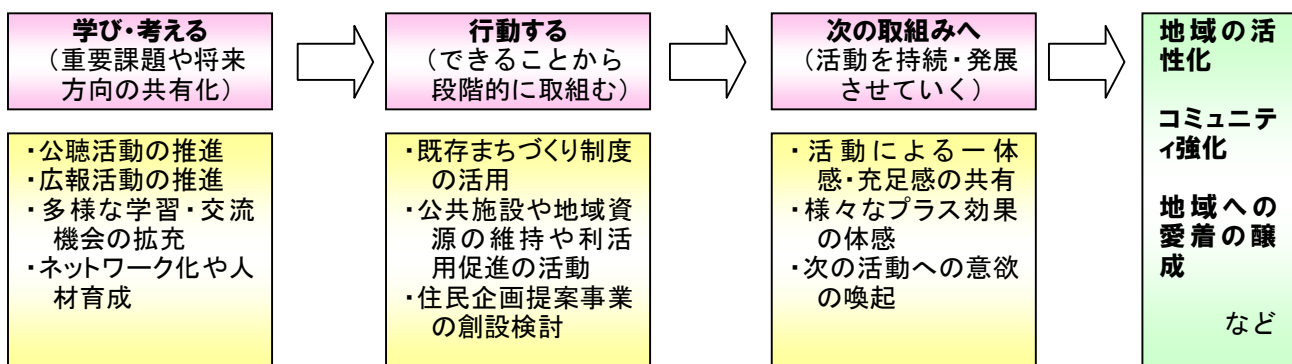 学び・考える
（重要課題や将来
方向の共有化）
・公聴活動の推進
・広報活動の推進
・多様な学習・交流
機会の拡充
・ネットワーク化や人
材育成
行動する
（できることから
段階的に取組む）
・既存まちづくり制度
の活用
・公共施設や地域資
源の維持や利活
用促進の活動
・住民企画提案事業
の創設検討
次の取組みへ
（活動を持続・発展
させていく）
・活動による一体
感・充足感の共有
・様々なプラス効果
の体感
・次の活動への意欲
の喚起
地域の活
性化
コミュニテ
ィ強化
地域への
愛着の醸
成
など